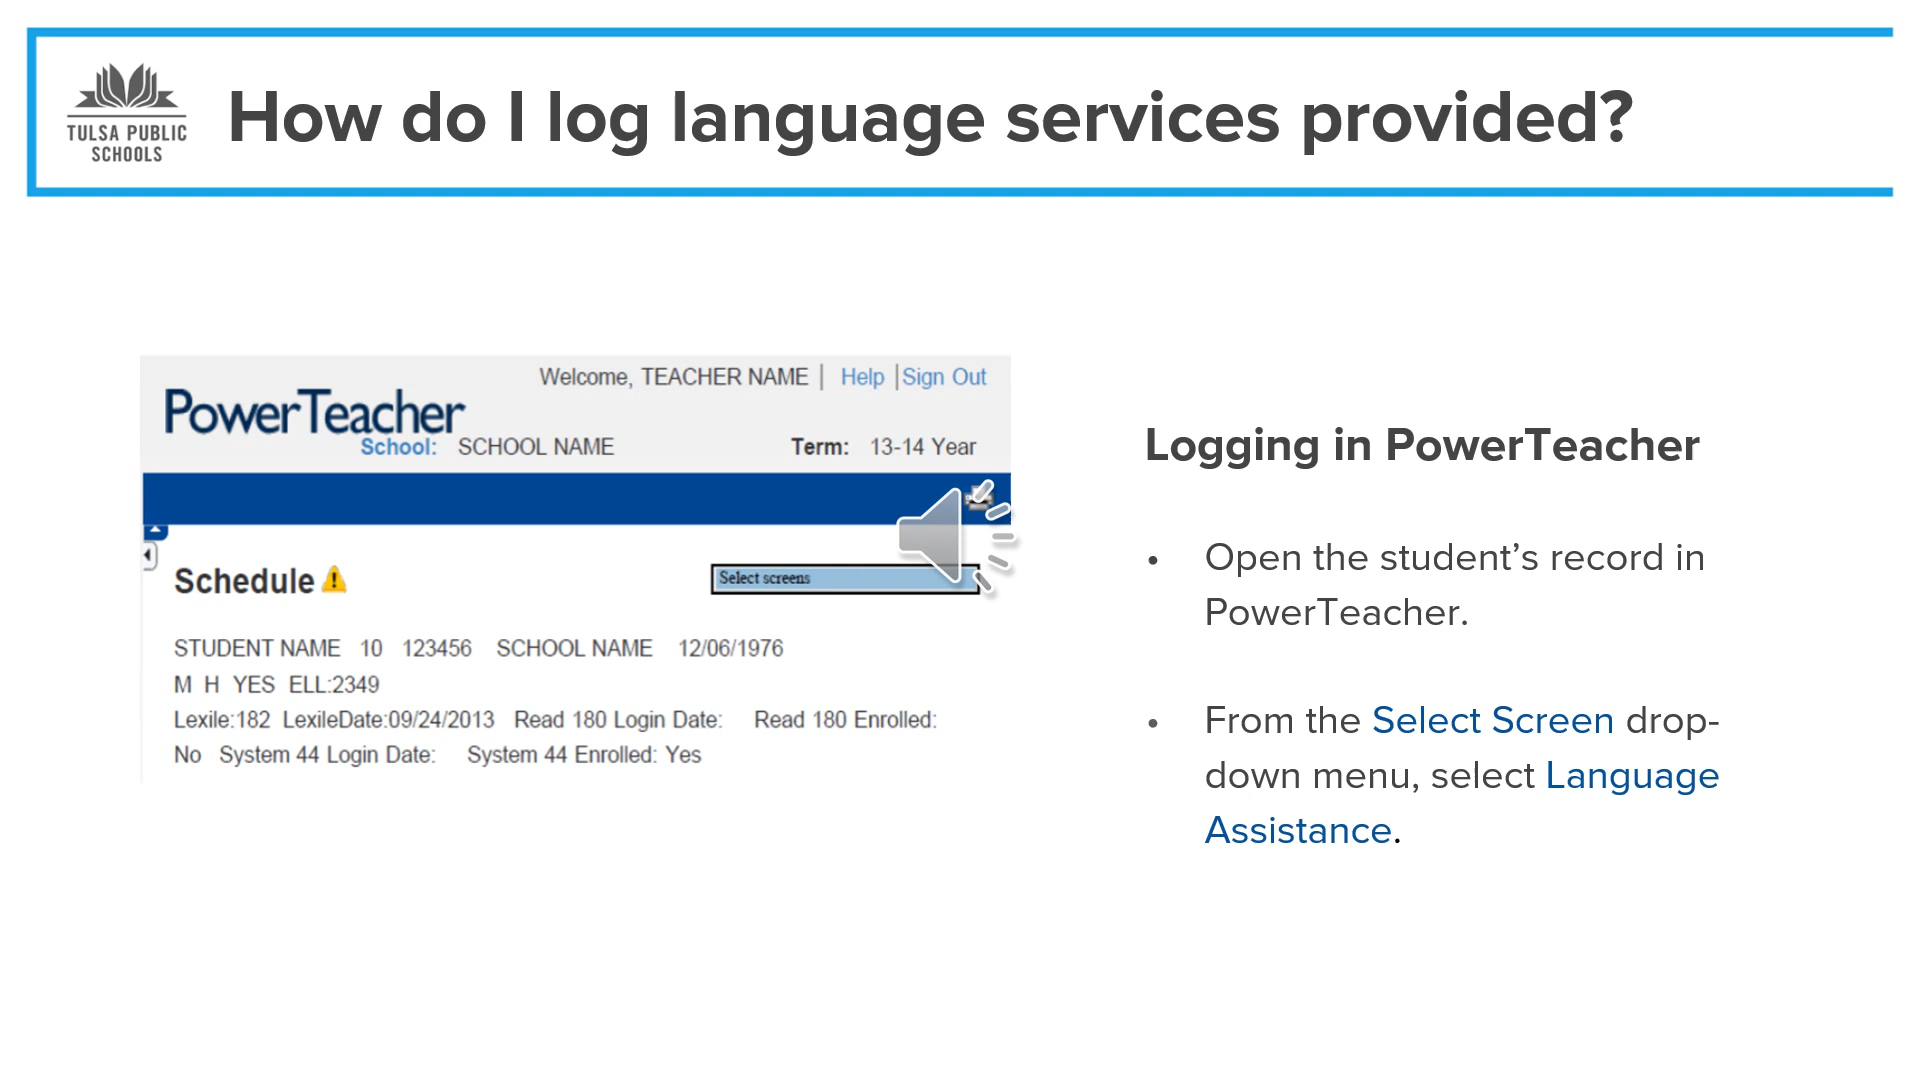 TULSA PUBLIC
SCHOOLS
How do I log language services provided?
Welcome, TEACHER NAME | Help | Sign Out
PowerTeacher
School: SCHOOL NAME Term: 13-14 Year
Schedule
Select screens
STUDENT NAME 10 123456 SCHOOL NAME 12/06/1976
M H YES ELL:2349
Lexile:182 LexileDate:09/24/2013 Read 180 Login Date: Read 180 Enrolled:
No System 44 Login Date: System 44 Enrolled: Yes
Logging in PowerTeacher
• Open the student’s record in
PowerTeacher.
• From the Select Screen drop-
down menu, select Language
Assistance.